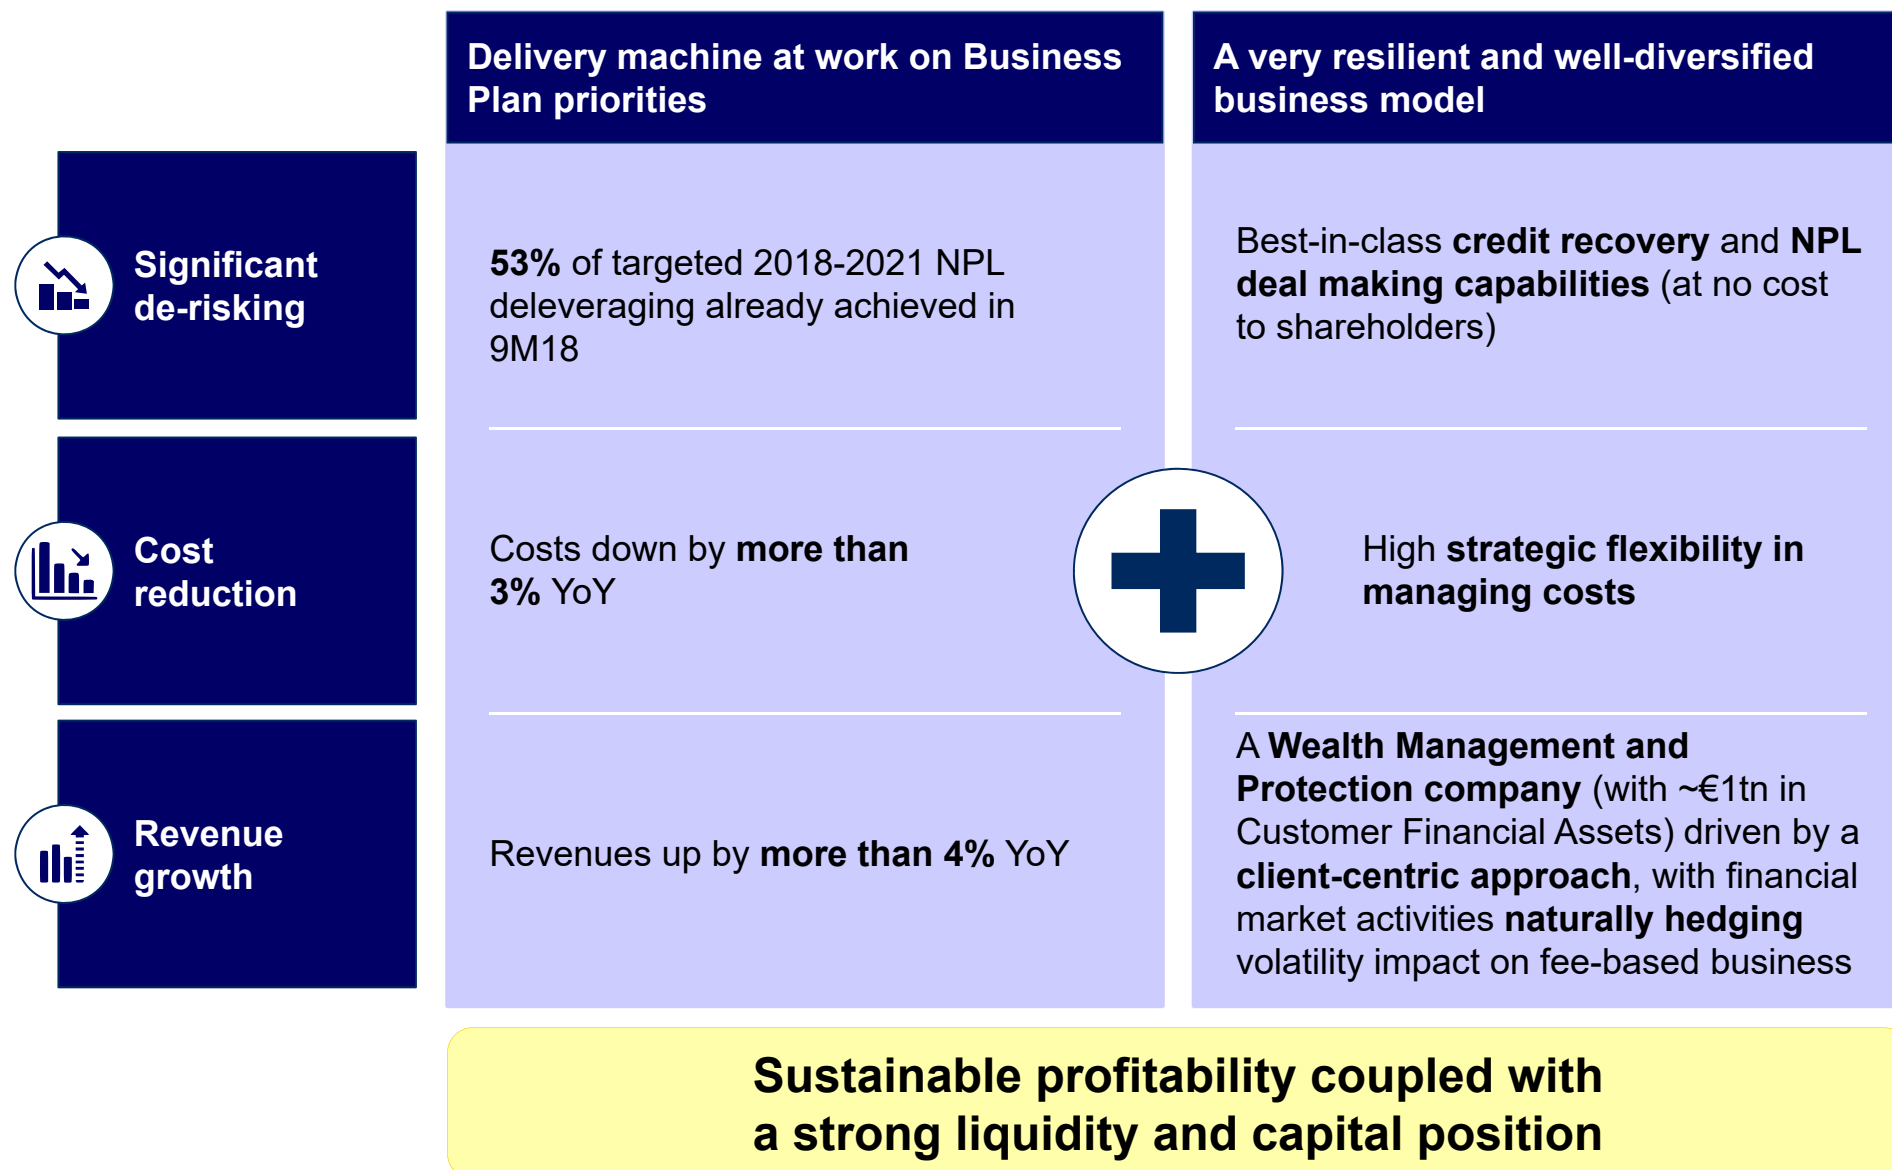 Delivery machine at work on Business
Plan priorities
A very resilient and well-diversified
business model
Significant
de-risking
53% of targeted 2018-2021 NPL
deleveraging already achieved in
9M18
Best-in-class credit recovery and NPL
deal making capabilities (at no cost
to shareholders)
Cost
reduction
Costs down by more than
3% YoY
High strategic flexibility in
managing costs
Revenue
growth
Revenues up by more than 4% YoY
A Wealth Management and
Protection company (with ~€1tn in
Customer Financial Assets) driven by a
client-centric approach, with financial
market activities naturally hedging
volatility impact on fee-based business
Sustainable profitability coupled with
a strong liquidity and capital position